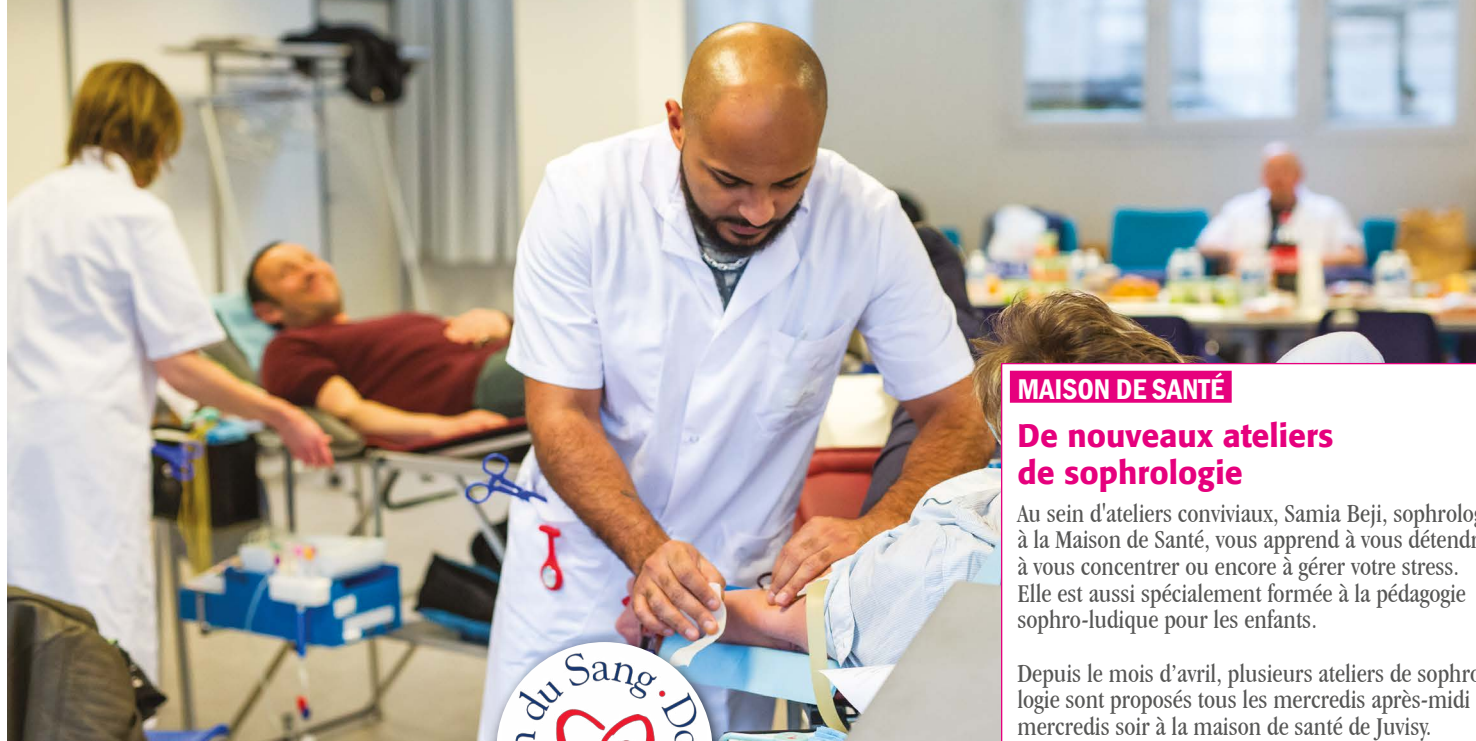 du Sang
MAISON DE SANTÉ
De nouveaux ateliers
de sophrologie
Au sein d'ateliers conviviaux, Samia Beji,
à la Maison de Santé, vous apprend à vous
à vous concentrer ou encore à gérer votre stress.
Elle est aussi spécialement formée à la pédagogie
sophro-ludique pour les enfants.
Depuis le mois d’avril, plusieurs ateliers de sophro-
logie sont proposés tous les mercredis après-midi
mercredis soir à la maison de santé de Juvisy.